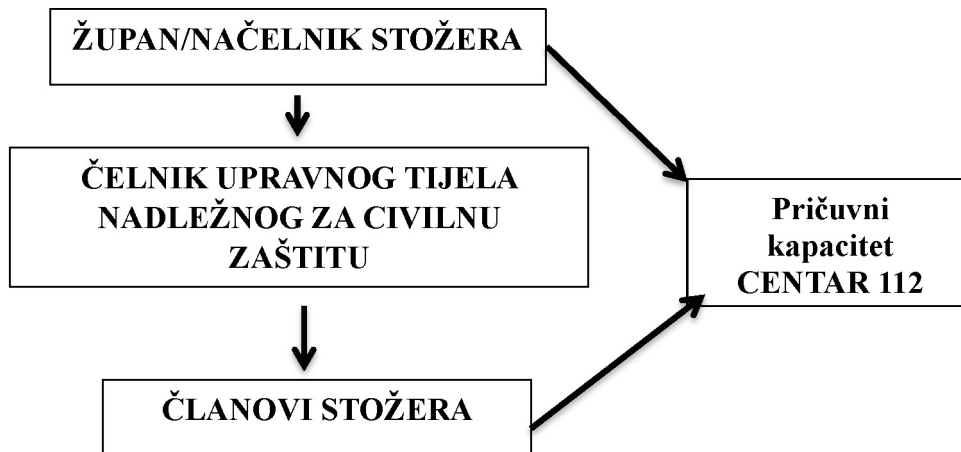 ŽUPAN/NAČELNIK STOŽERA
ČELNIK UPRAVNOG TIJELA
NADLEŽNOG ZA CIVILNU
ZAŠTITU
Pričuvni
kapacitet
CENTAR 112
ČLANOVI STOŽERA